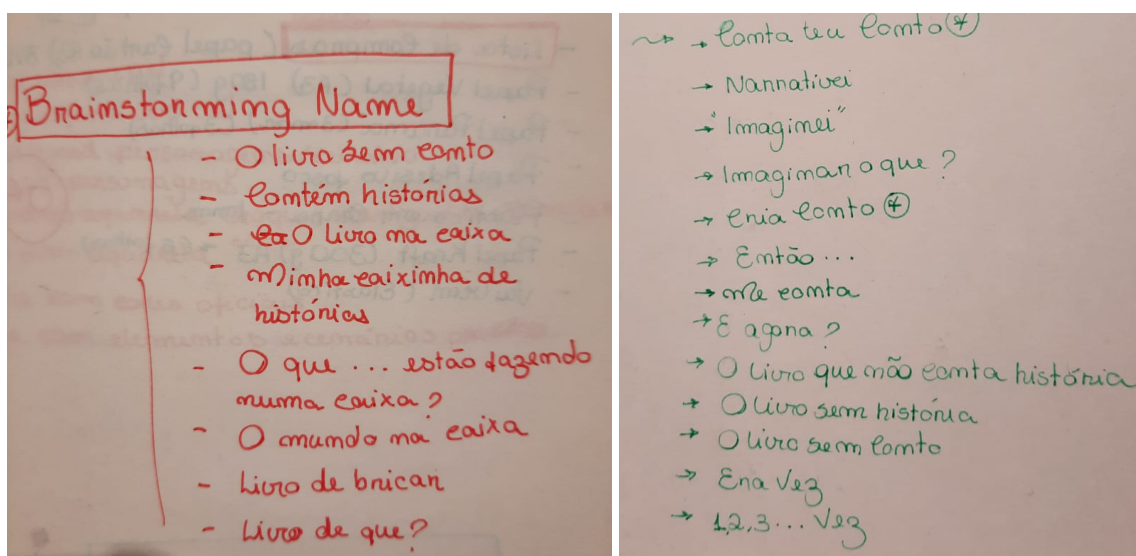 Brainstorming Name
- O livro sem conto
- Contém histórias
- O livro na caixa
- Minha caixinha de
histórias
- O que ... estão fazendo
numa caixa?
- O mundo na caixa
- Livro de brincar
- Livro de que?
→ Conta teu Conto *
→ Narrativei
→ "Imaginei"
→ Imaginar o que?
→ Cria Conto *
→ Então ...
→ Me conta
→ E agora?
→ O livro que não conta história
→ O livro sem história
→ O livro sem Conto
→ Era Vez
→ 1,2,3 ... Vez